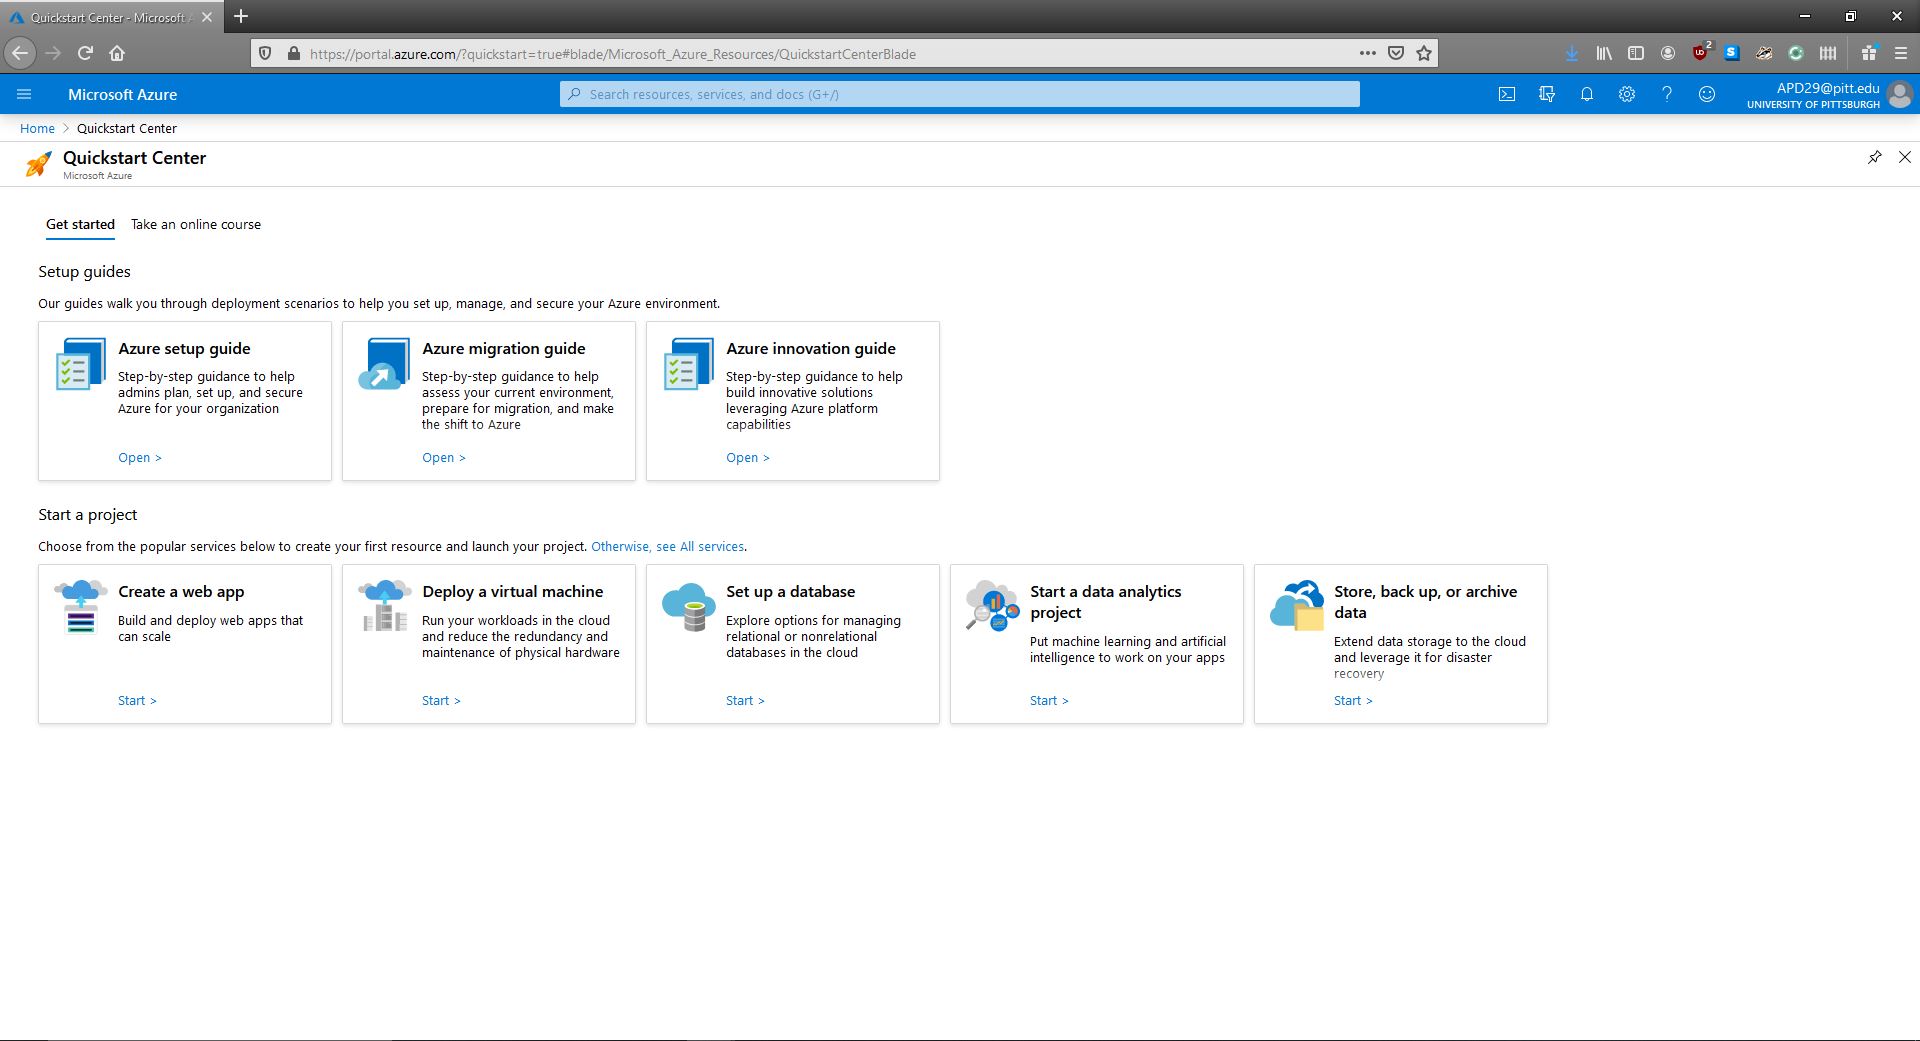 Quickstart Center - Microsoft A
https://portal.azure.com/?quickstart=true#blade/Microsoft_Azure_Resources/QuickstartCenterBlade
2
Microsoft Azure
Search resources, services, and docs (G+/)
APD29@pitt.edu
UNIVERSITY OF PITTSBURGH
Home > Quickstart Center
Quickstart Center
Microsoft Azure
Get started
Take an online course
Setup guides
Our guides walk you through deployment scenarios to help you set up, manage, and secure your Azure environment.
Azure setup guide
Step-by-step guidance to help
admins plan, set up, and secure
Azure for your organization
Open >
Azure migration guide
Step-by-step guidance to help
assess your current environment,
prepare for migration, and make
the shift to Azure
Open >
Azure innovation guide
Step-by-step guidance to help
build innovative solutions
leveraging Azure platform
capabilities
Open >
Start a project
Choose from the popular services below to create your first resource and launch your project. Otherwise, see All services.
Create a web app
Build and deploy web apps that
can scale
Start >
Deploy a virtual machine
Run your workloads in the cloud
and reduce the redundancy and
maintenance of physical hardware
Start >
Set up a database
Explore options for managing
relational or nonrelational
databases in the cloud
Start >
Start a data analytics
project
Put machine learning and artificial
intelligence to work on your apps
Start >
Store, back up, or archive
data
Extend data storage to the cloud
and leverage it for disaster
recovery
Start >